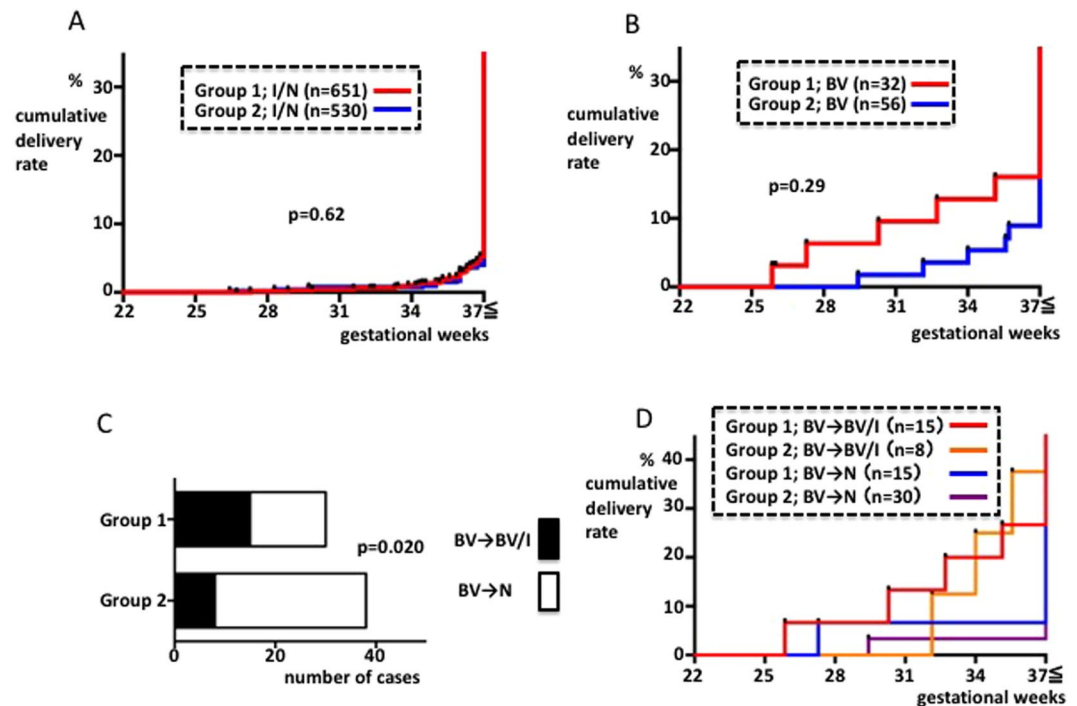 A
%
cumulative
delivery
rate
30
20
10
0
Group 1; I/N (n=651)
Group 2; I/N (n=530)
p=0.62
22 25 28 31 34 37≦
gestational weeks
B
%
cumulative
delivery
rate
30
20
10
0
Group 1; BV (n=32)
Group 2; BV (n=56)
p=0.29
22 25 28 31 34 37≦
gestational weeks
C
Group 1
Group 2
p=0.020
BV→BV/I
BV→N
0 20 40
number of cases
D
%
cumulative
delivery
rate
40
30
20
10
0
Group 1; BV→BV/I (n=15)
Group 2; BV→BV/I (n=8)
Group 1; BV→N (n=15)
Group 2; BV→N (n=30)
22 25 28 31 34 37≦
gestational weeks